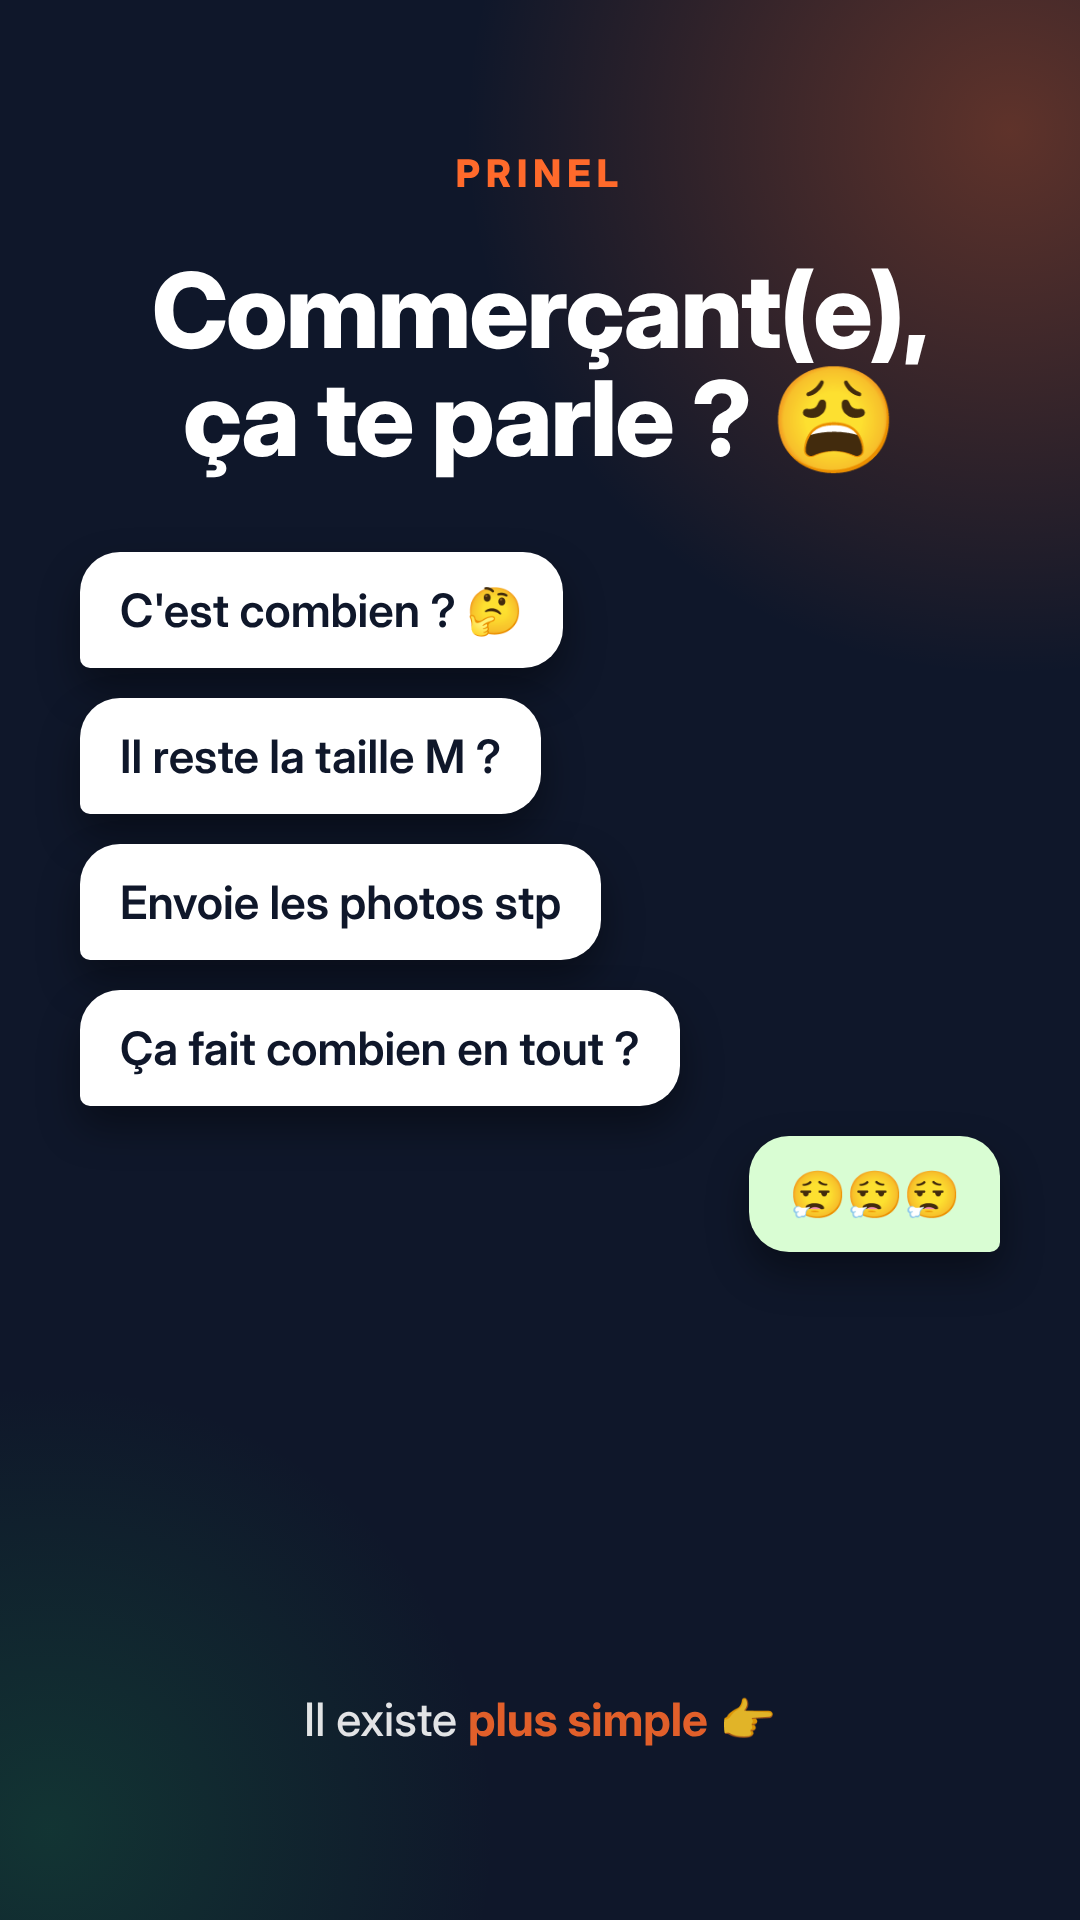 PRINEL
Commerçant(e),
ça te parle ? 😩
C'est combien ? 🤔
Il reste la taille M ?
Envoie les photos stp
Ça fait combien en tout ?
😮‍💨😮‍💨😮‍💨
Il existe plus simple 👉